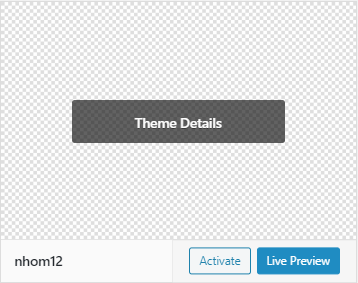 Theme Details
nhom12
Activate
Live Preview